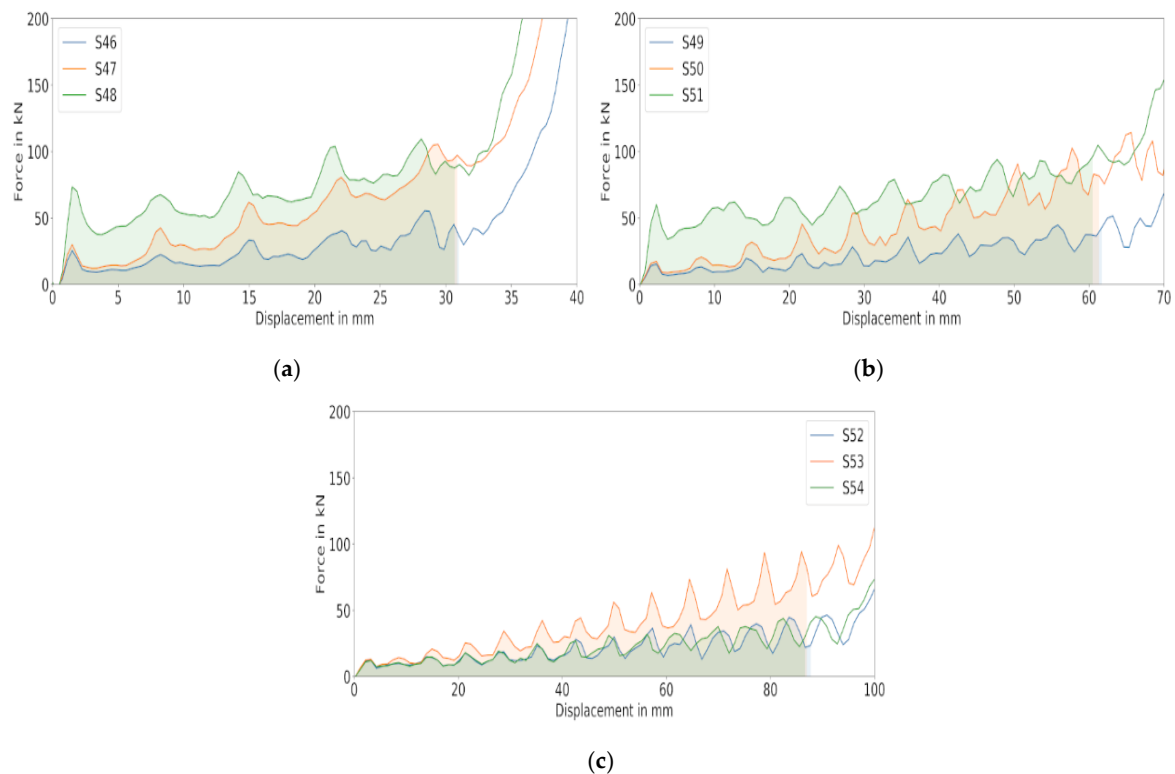 200
150
100
50
0
Force in kN
S46
S47
S48
0 5 10 15 20 25 30 35 40
Displacement in mm
(a)
200
150
100
50
0
Force in kN
S49
S50
S51
0 10 20 30 40 50 60 70
Displacement in mm
(b)
200
150
100
50
0
Force in kN
S52
S53
S54
0 20 40 60 80 100
Displacement in mm
(c)